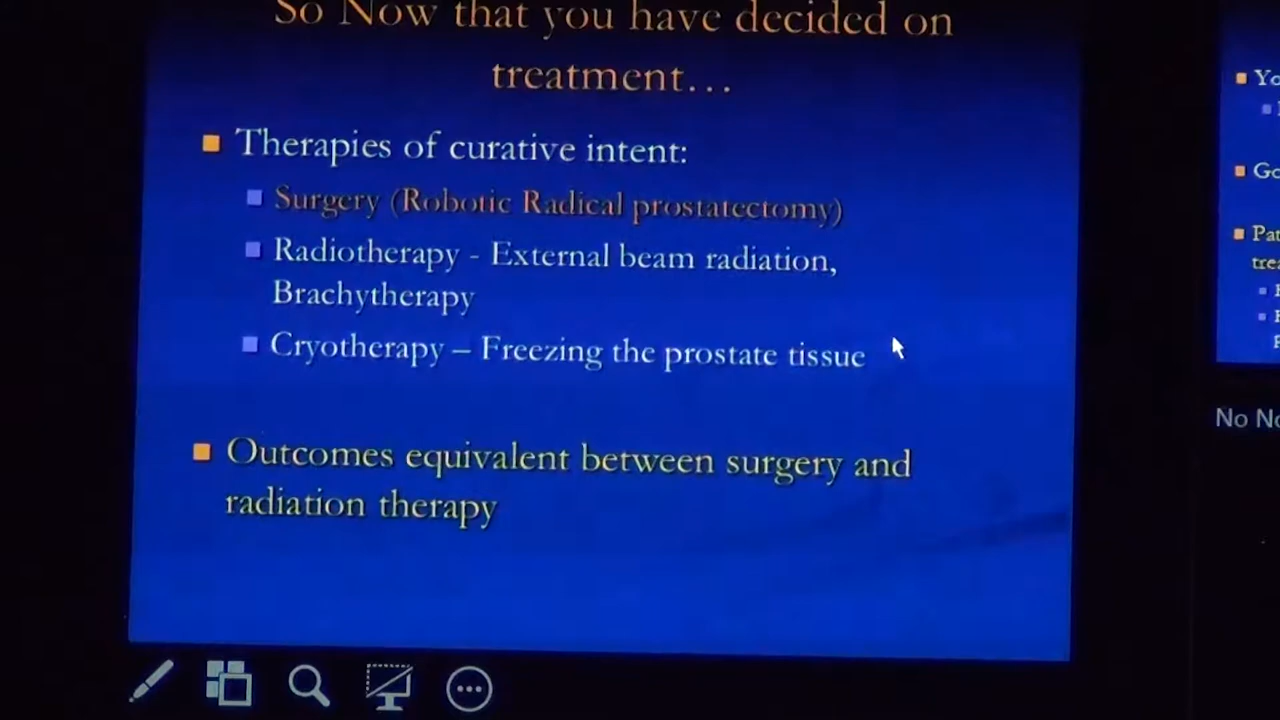 So Now that you have decided on
treatment…
Therapies of curative intent:
Surgery (Robotic Radical prostatectomy)
Radiotherapy - External beam radiation,
Brachytherapy
Cryotherapy – Freezing the prostate tissue
Outcomes equivalent between surgery and
radiation therapy
No